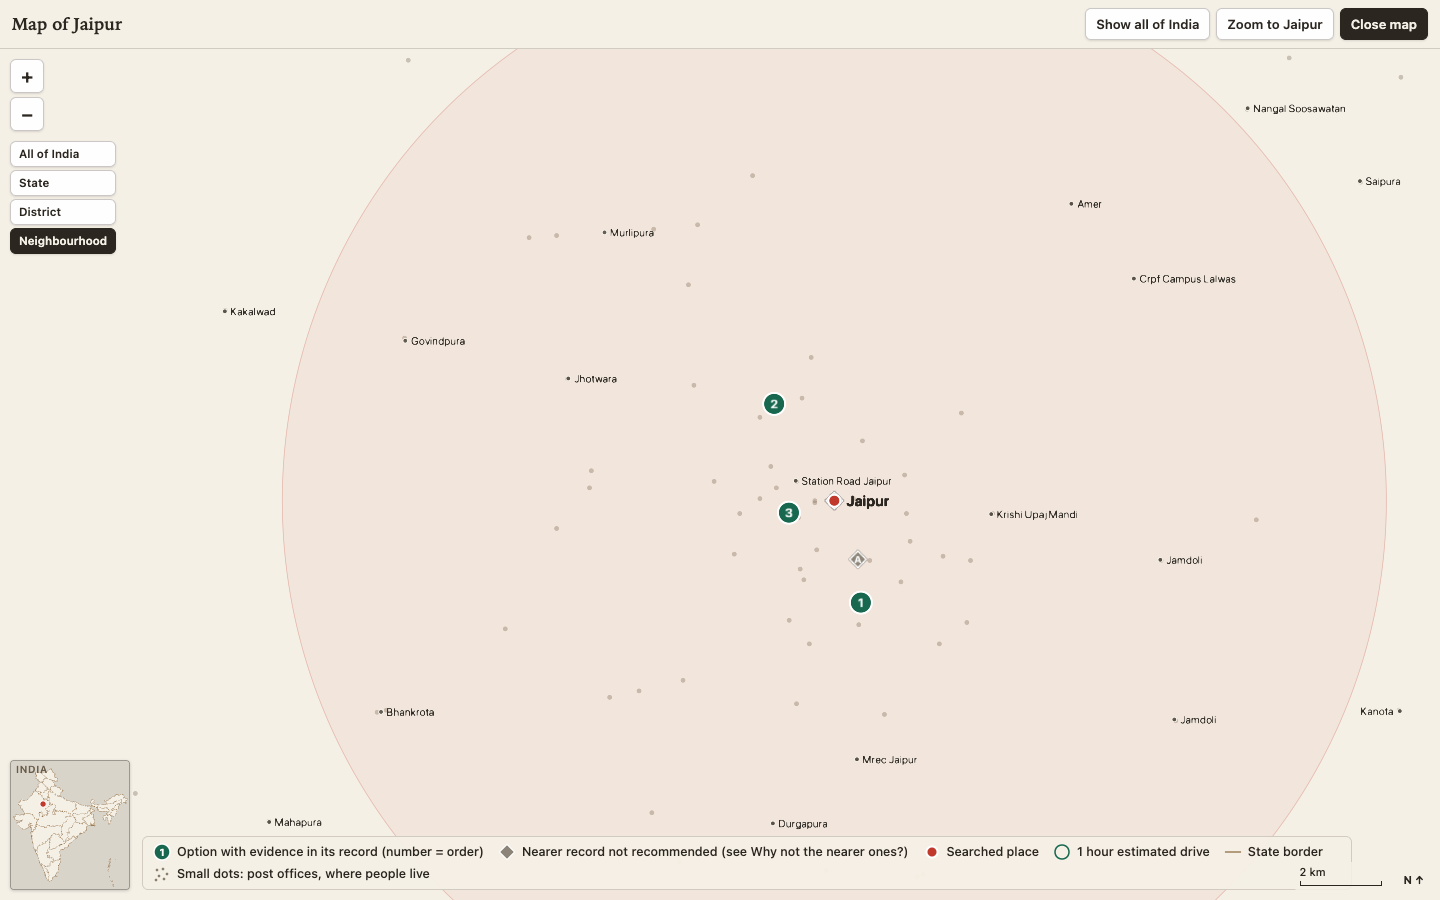 Map of Jaipur
Show all of India
Zoom to Jaipur
Close map
+
−
All of India
State
District
Neighbourhood
Nangal Soosawatan
Saipura
Amer
Murlipura
Crpf Campus Lalwas
Kakalwad
Govindpura
Jhotwara
2
Station Road Jaipur
Jaipur
3
Krishi Upaj Mandi
A
Jamdoli
1
Bhankrota
Jamdoli
Kanota
Mrec Jaipur
INDIA
Mahapura
Durgapura
1 Option with evidence in its record (number = order)
Nearer record not recommended (see Why not the nearer ones?)
Searched place
1 hour estimated drive
State border
Small dots: post offices, where people live
2 km
N ↑